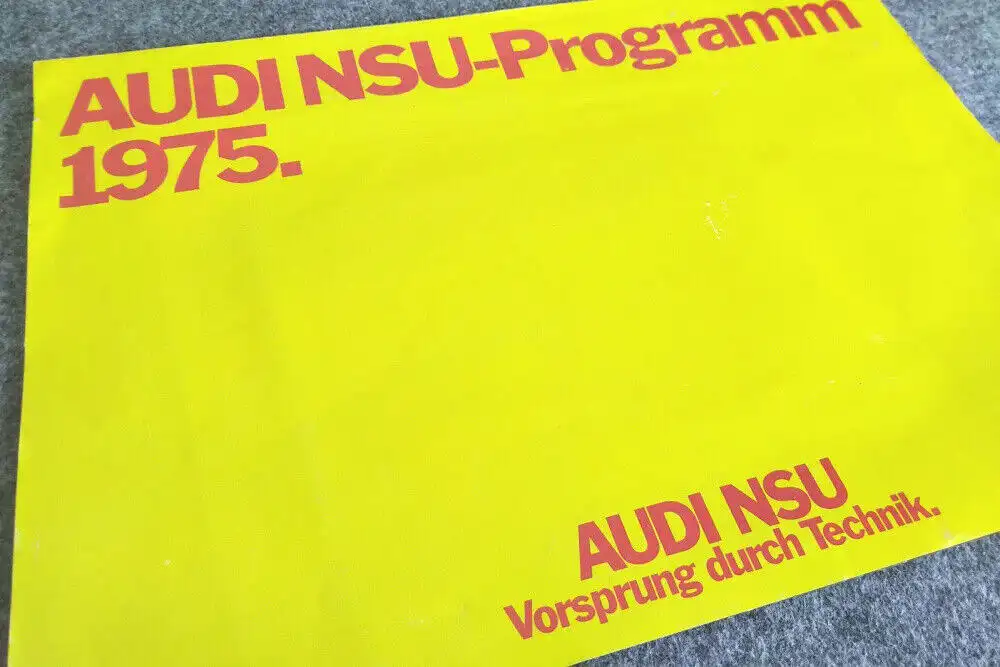 AUDI NSU-Programm
1975.
AUDI NSU
Vorsprung durch Technik.